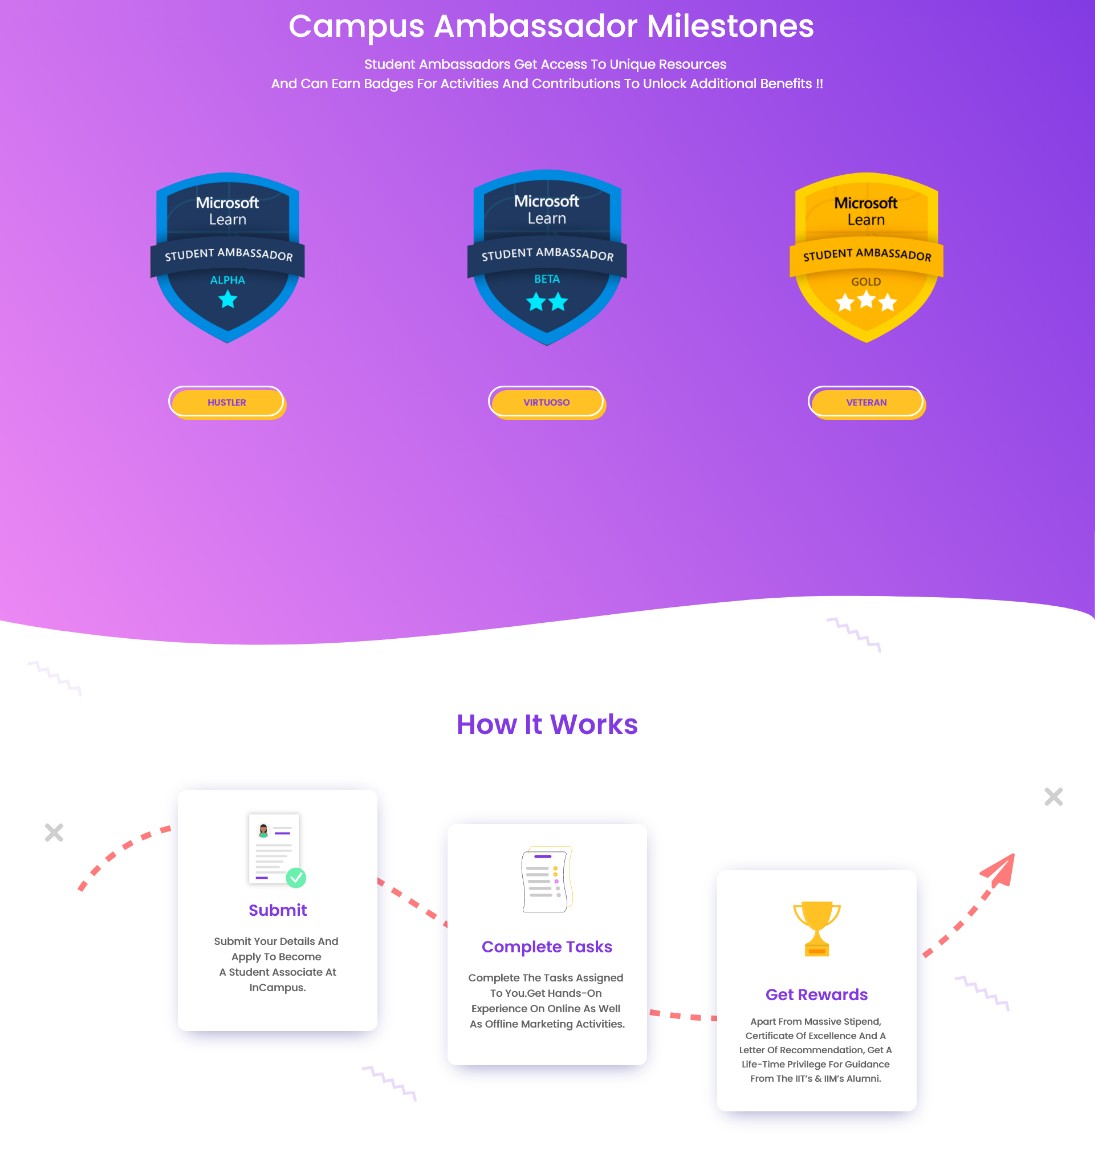 Campus Ambassador Milestones
Student Ambassadors Get Access To Unique Resources
And Can Earn Badges For Activities And Contributions To Unlock Additional Benefits !!
Microsoft
Learn
STUDENT AMBASSADOR
ALPHA
HUSTLER
Microsoft
Learn
STUDENT AMBASSADOR
BETA
VIRTUOSO
Microsoft
Learn
STUDENT AMBASSADOR
GOLD
VETERAN
How It Works
Submit
Submit Your Details And
Apply To Become
A Student Associate At
InCampus.
Complete Tasks
Complete The Tasks Assigned
To You.Get Hands-On
Experience On Online As Well
As Offline Marketing Activities.
Get Rewards
Apart From Massive Stipend,
Certificate Of Excellence And A
Letter Of Recommendation, Get A
Life-Time Privilege For Guidance
From The IIT's & IIM's Alumni.